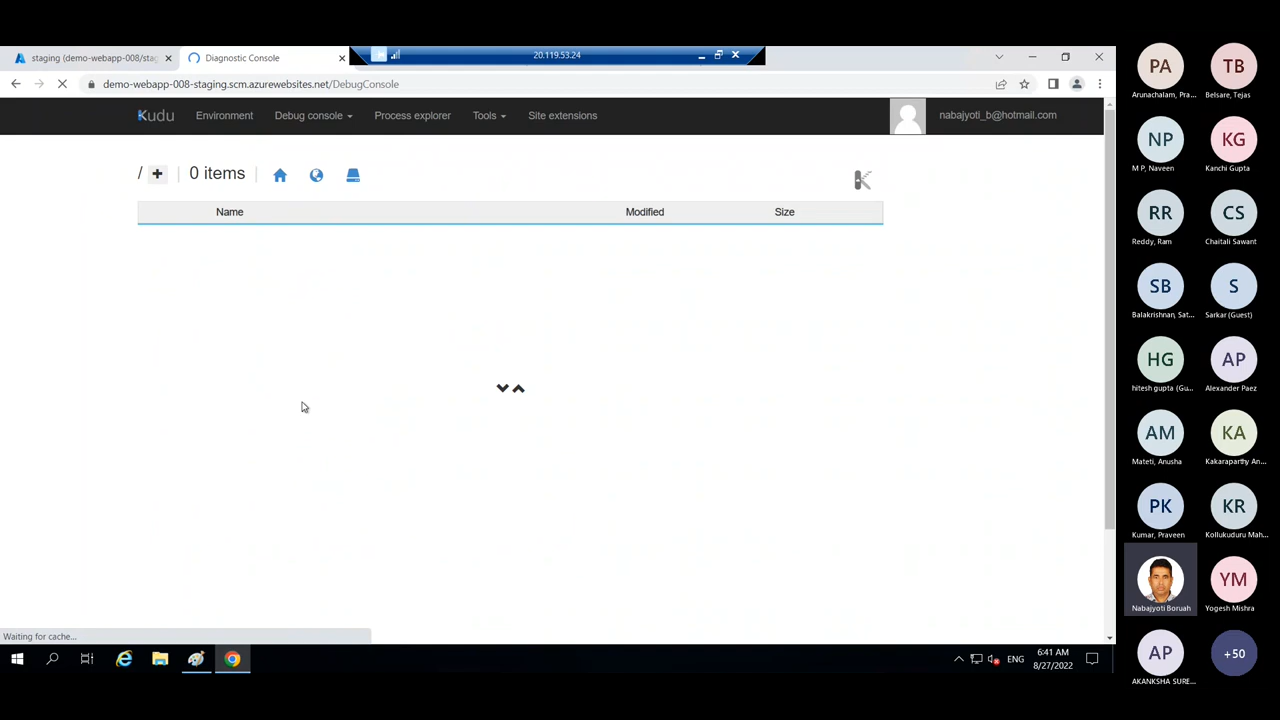 staging (demo-webapp-008/stag
Diagnostic Console
20.119.53.24
demo-webapp-008-staging.scm.azurewebsites.net/DebugConsole
Kudu
Environment
Debug console
Process explorer
Tools
Site extensions
nabajyoti_b@hotmail.com
/
0 items
Name
Modified
Size
Waiting for cache...
ENG
6:41 AM
8/27/2022
PA
Arunachalam, Pra...
TB
Belsare, Tejas
NP
M P, Naveen
KG
Kanchi Gupta
RR
Reddy, Ram
CS
Chaitali Sawant
SB
Balakrishnan, Sat...
S
Sarkar (Guest)
HG
hitesh gupta (Gu...
AP
Alexander Paez
AM
Mateti, Anusha
KA
Kakaraparthy An...
PK
Kumar, Praveen
KR
Kollukuduru Mah...
Nabajyoti Boruah
YM
Yogesh Mishra
AP
AKANKSHA SURE...
+50